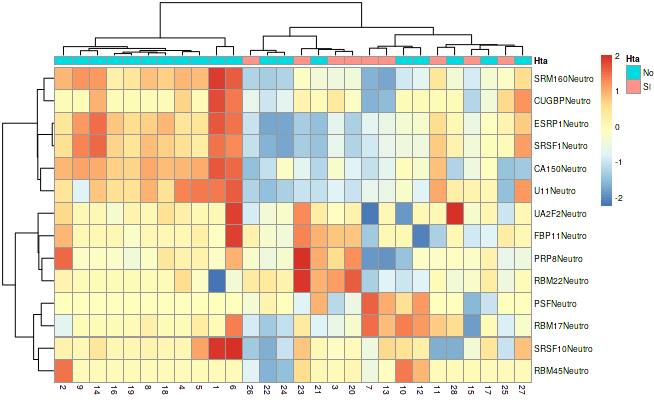 Hta
SRM160Neutro
CUGBPNeutro
ESRP1Neutro
SRSF1Neutro
CA150Neutro
U11Neutro
UA2F2Neutro
FBP11Neutro
PRP8Neutro
RBM22Neutro
PSFNeutro
RBM17Neutro
SRSF10Neutro
RBM45Neutro
2 9 14 16 19 8 18 4 5 1 6 26 22 24 23 21 3 20 7 13 10 12 11 28 15 17 25 27
2
1
0
-1
-2
Hta
No
Si